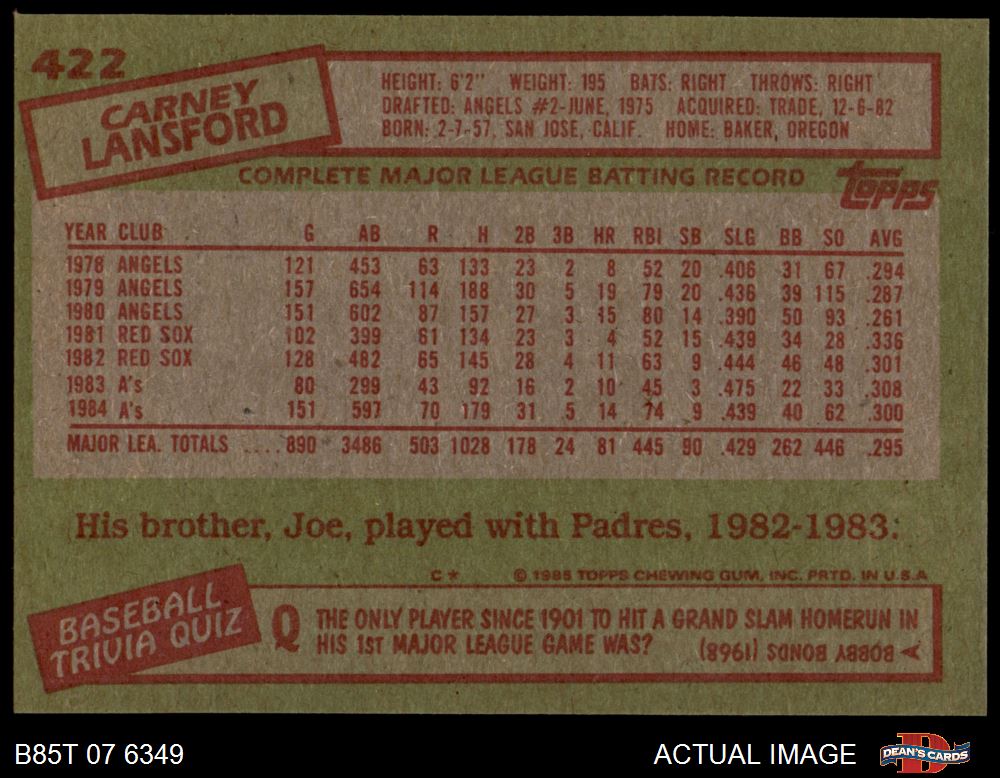 422
CARNEY
LANSFORD
HEIGHT: 6'2" WEIGHT: 195 BATS: RIGHT THROWS: RIGHT
DRAFTED: ANGELS #2-JUNE, 1975 ACQUIRED: TRADE, 12-6-82
BORN: 2-7-57, SAN JOSE, CALIF. HOME: BAKER, OREGON
COMPLETE MAJOR LEAGUE BATTING RECORD
topps
YEAR CLUB G AB R H 2B 3B HR RBI SB SLG BB SO AVG
1978 ANGELS 121 453 63 133 23 2 8 52 20 .406 31 67 .294
1979 ANGELS 157 654 114 188 30 5 19 79 20 .436 39 115 .287
1980 ANGELS 151 602 87 157 27 3 15 80 14 .390 50 93 .261
1981 RED SOX 102 399 61 134 23 3 4 52 15 .439 34 28 .336
1982 RED SOX 128 482 65 145 28 4 11 63 9 .444 46 48 .301
1983 A's 80 299 43 92 16 2 10 45 3 .475 22 33 .308
1984 A's 151 597 70 179 31 5 14 74 9 .439 40 62 .300
MAJOR LEA. TOTALS .... 890 3486 503 1028 178 24 81 445 90 .429 262 446 .295
His brother, Joe, played with Padres, 1982-1983.
C* © 1985 TOPPS CHEWING GUM, INC. PRTD. IN U.S.A
BASEBALL
TRIVIA QUIZ
Q THE ONLY PLAYER SINCE 1901 TO HIT A GRAND SLAM HOMERUN IN
HIS 1ST MAJOR LEAGUE GAME WAS?
A BOBBY BONDS (1968)
B85T 07 6349
ACTUAL IMAGE
D
DEAN'S CARDS